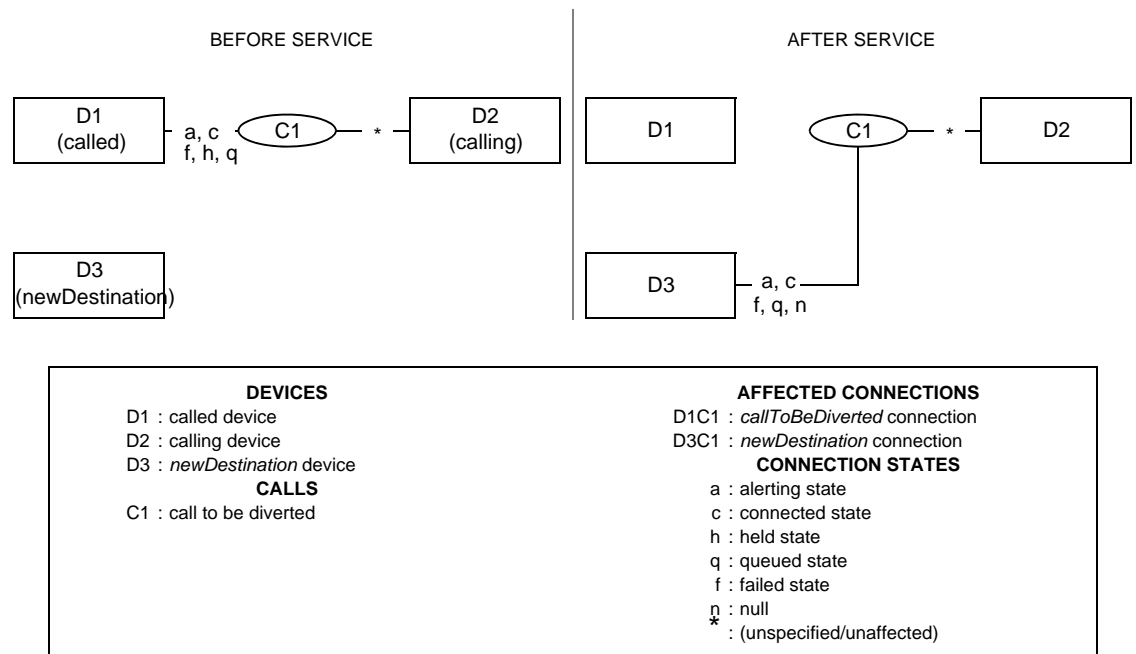 BEFORE SERVICE
AFTER SERVICE
D1
(called)
a, c
f, h, q
C1
*
D2
(calling)
D1
C1
*
D2
D3
(newDestination)
D3
a, c
f, q, n
DEVICES
D1 : called device
D2 : calling device
D3 : newDestination device
CALLS
C1 : call to be diverted
AFFECTED CONNECTIONS
D1C1 : callToBeDiverted connection
D3C1 : newDestination connection
CONNECTION STATES
a : alerting state
c : connected state
h : held state
q : queued state
f : failed state
n : null
* : (unspecified/unaffected)